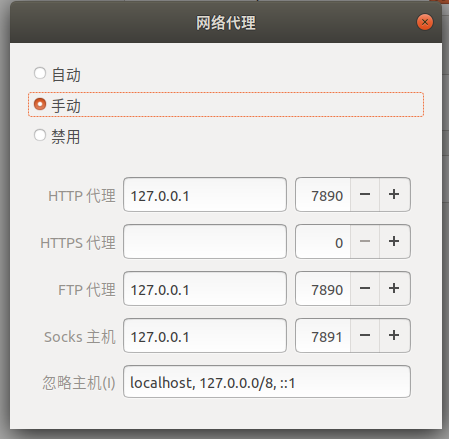 网络代理
自动
手动
禁用
HTTP 代理 127.0.0.1 7890 − +
HTTPS 代理 0 − +
FTP 代理 127.0.0.1 7890 − +
Socks 主机 127.0.0.1 7891 − +
忽略主机(I) localhost, 127.0.0.0/8, ::1